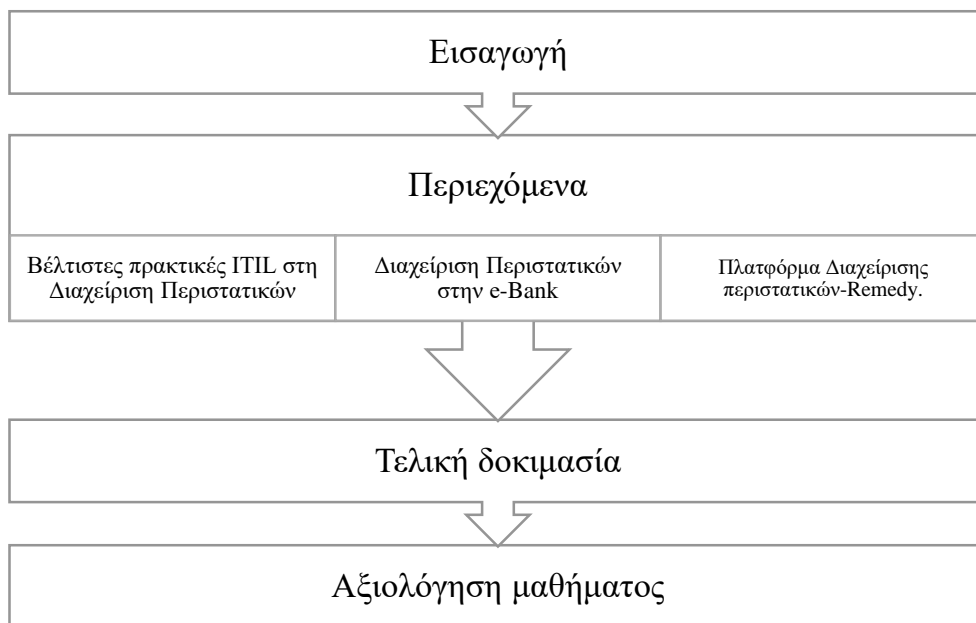 Εισαγωγή
Περιεχόμενα
Βέλτιστες πρακτικές ITIL στη
Διαχείριση Περιστατικών
Διαχείριση Περιστατικών
στην e-Bank
Πλατφόρμα Διαχείρισης
περιστατικών-Remedy.
Τελική δοκιμασία
Αξιολόγηση μαθήματος